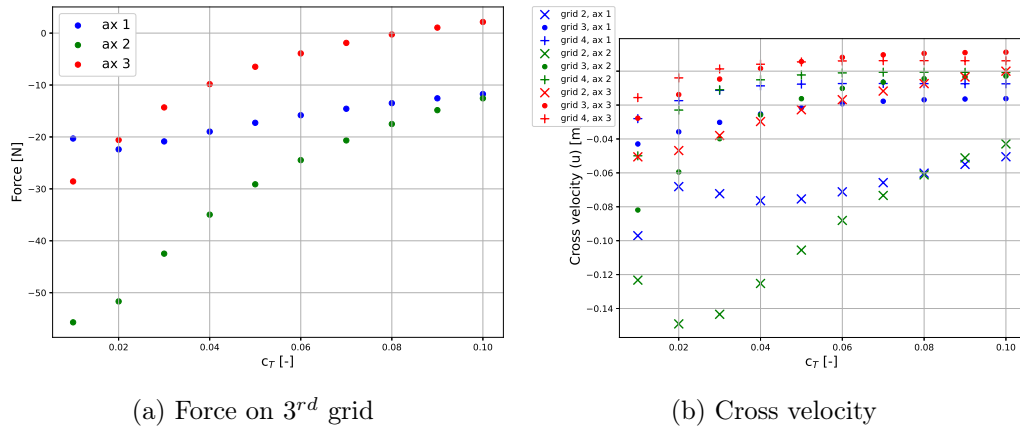 ax 1
ax 2
ax 3
0
−10
−20
−30
−40
−50
Force [N]
0.02
0.04
0.06
0.08
0.10
c_T [-]
(a) Force on 3^rd grid
grid 2, ax 1
grid 3, ax 1
grid 4, ax 1
grid 2, ax 2
grid 3, ax 2
grid 4, ax 2
grid 2, ax 3
grid 3, ax 3
grid 4, ax 3
−0.04
−0.06
−0.08
−0.10
−0.12
−0.14
Cross velocity (u) [m
0.02
0.04
0.06
0.08
0.10
c_T [-]
(b) Cross velocity